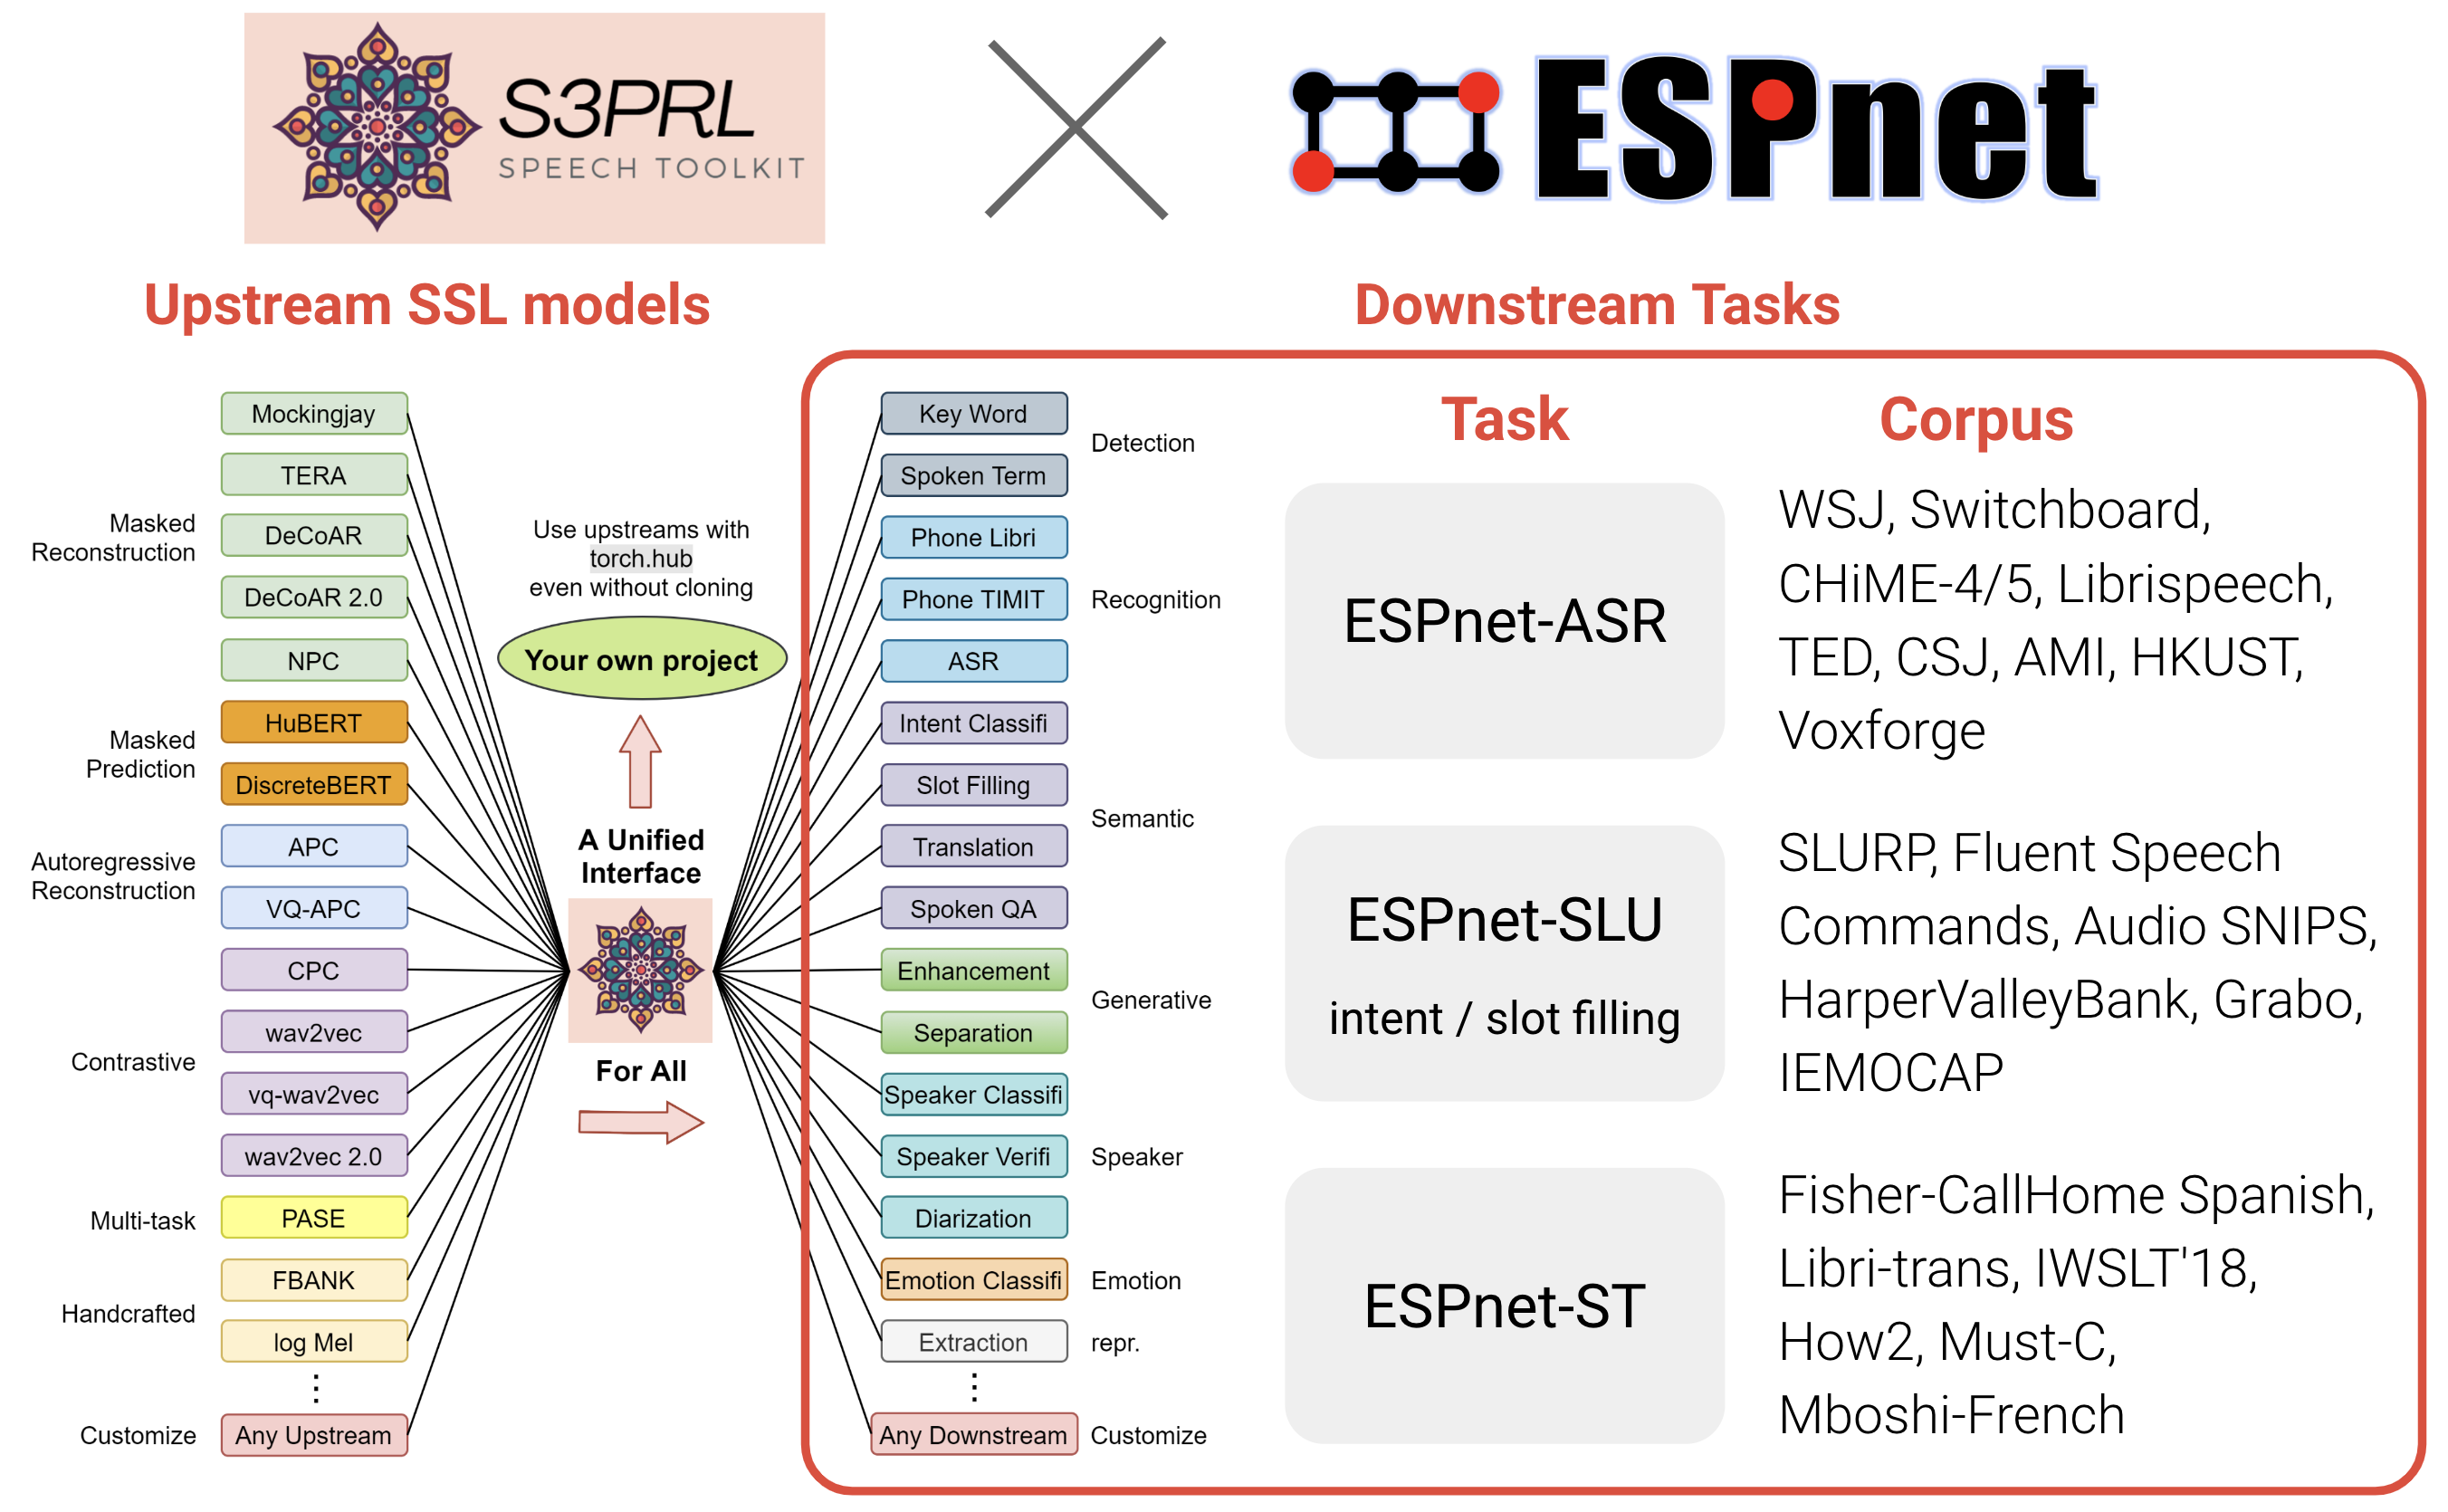 S3PRL
SPEECH TOOLKIT
ESPnet
Upstream SSL models
Downstream Tasks
Masked
Reconstruction
Mockingjay
TERA
DeCoAR
DeCoAR 2.0
NPC
Masked
Prediction
HuBERT
DiscreteBERT
Autoregressive
Reconstruction
APC
VQ-APC
Contrastive
CPC
wav2vec
vq-wav2vec
wav2vec 2.0
Multi-task
PASE
Handcrafted
FBANK
log Mel
⋮
Customize
Any Upstream
Use upstreams with
torch.hub
even without cloning
Your own project
A Unified
Interface
For All
Key Word
Spoken Term
Detection
Phone Libri
Phone TIMIT
ASR
Recognition
Intent Classifi
Slot Filling
Translation
Spoken QA
Semantic
Enhancement
Separation
Generative
Speaker Classifi
Speaker Verifi
Diarization
Speaker
Emotion Classifi
Emotion
Extraction
repr.
⋮
Any Downstream
Customize
Task
Corpus
ESPnet-ASR
WSJ, Switchboard,
CHiME-4/5, Librispeech,
TED, CSJ, AMI, HKUST,
Voxforge
ESPnet-SLU
intent / slot filling
SLURP, Fluent Speech
Commands, Audio SNIPS,
HarperValleyBank, Grabo,
IEMOCAP
ESPnet-ST
Fisher-CallHome Spanish,
Libri-trans, IWSLT'18,
How2, Must-C,
Mboshi-French